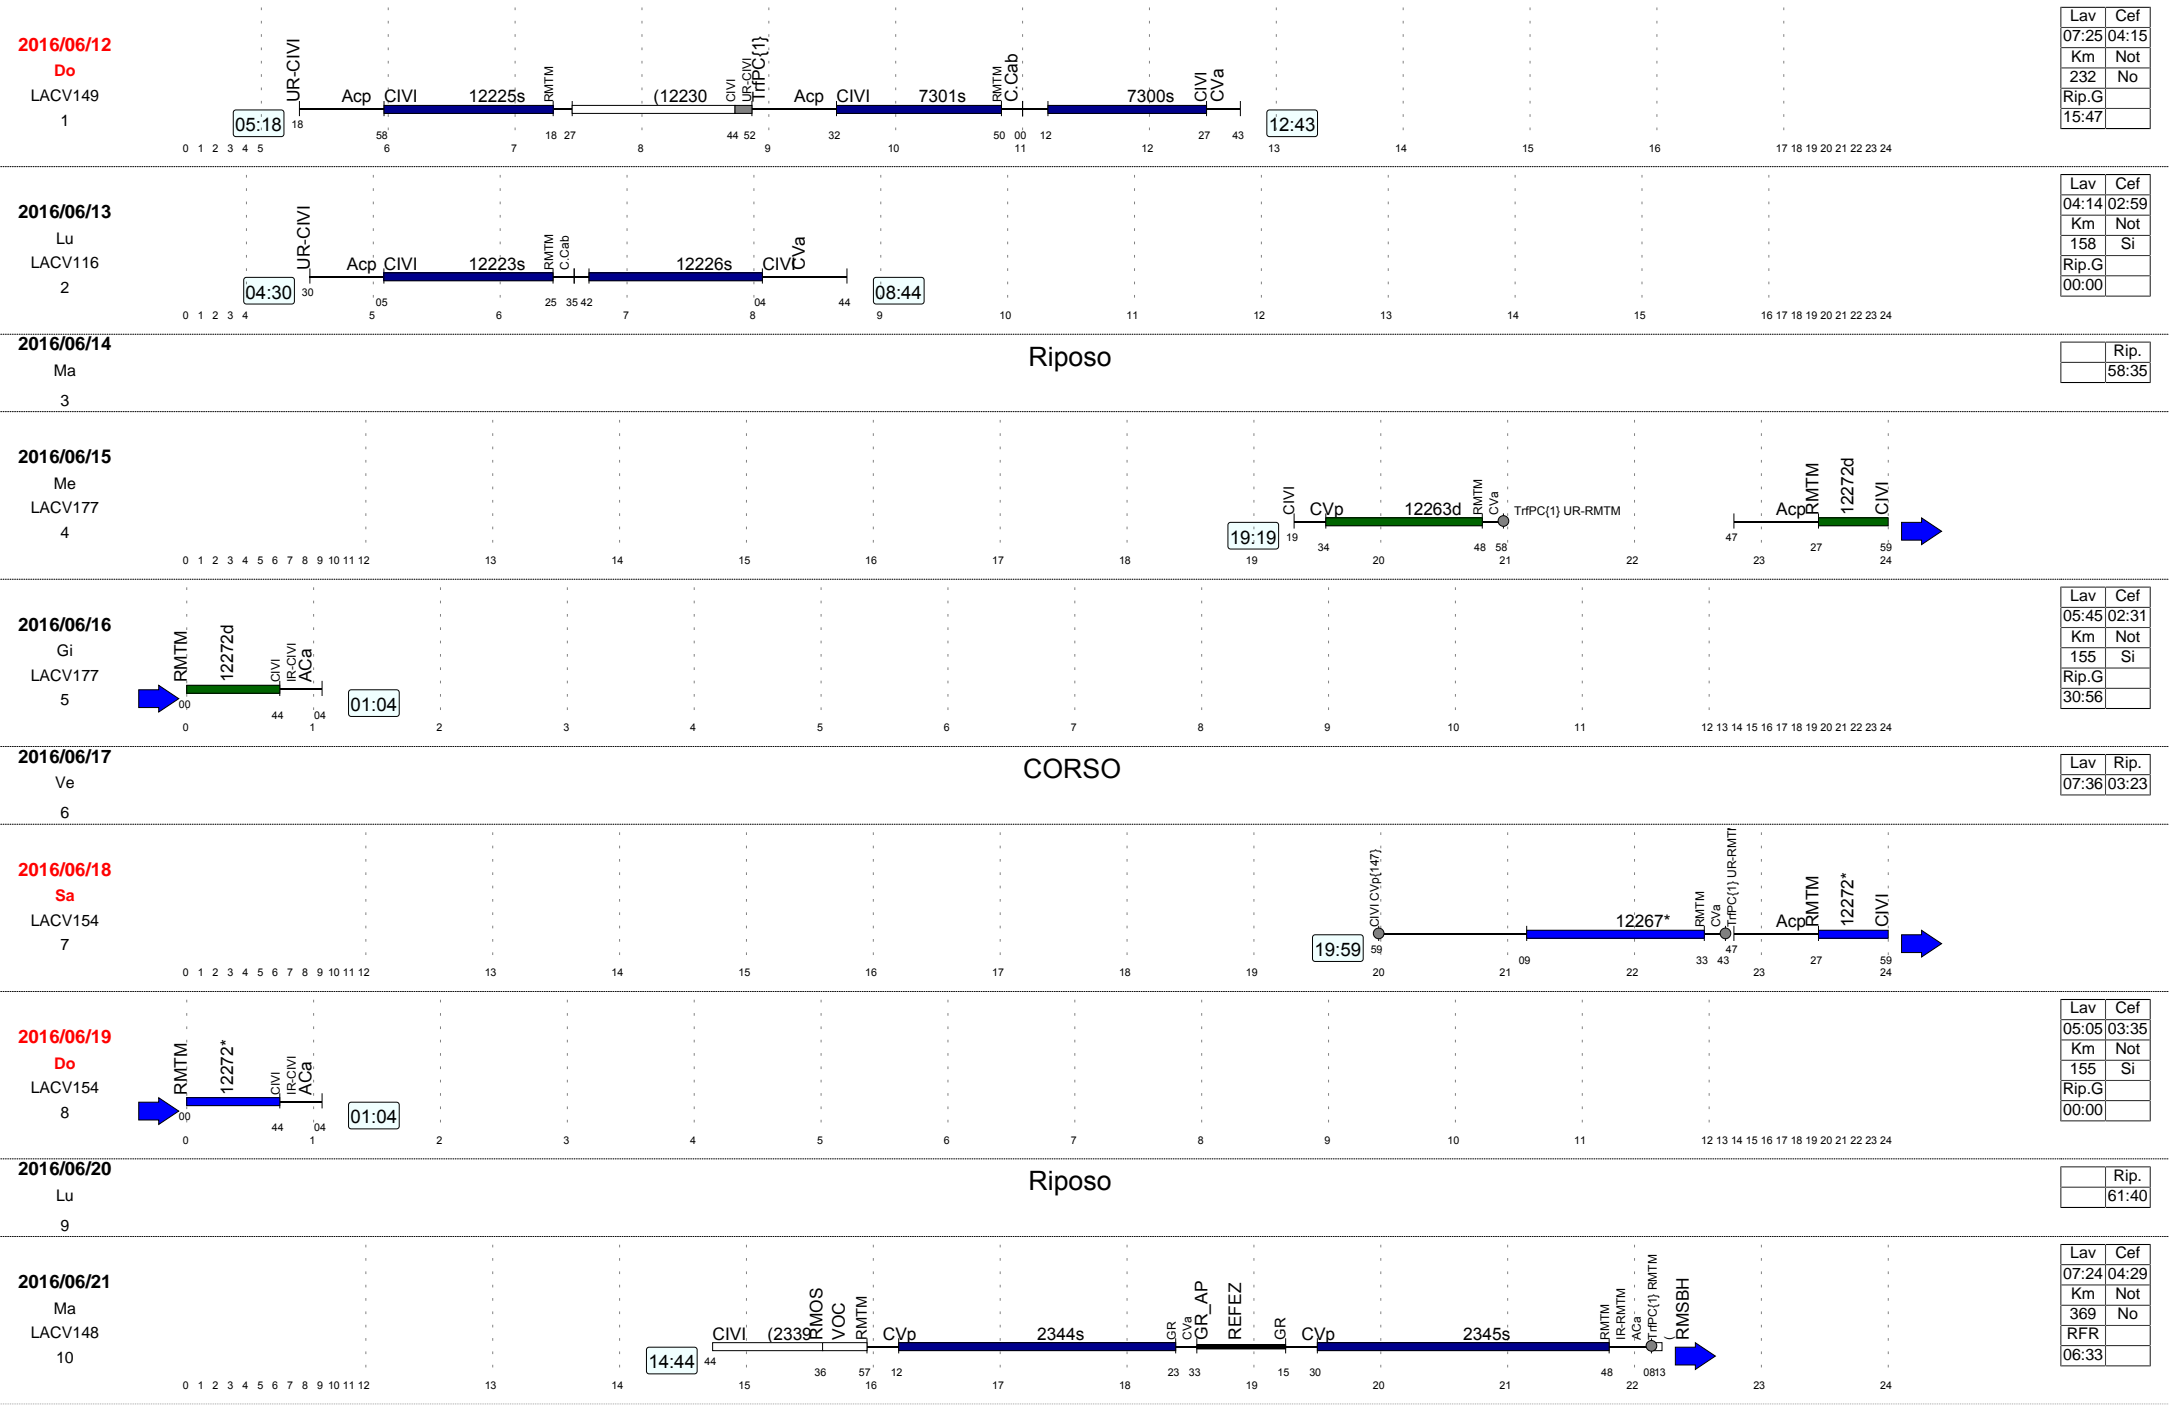 2016/06/12
Do
LACV149
1
05:18
UR-CIVI
Acp CIVI 12225s RMTM (12230 CIVI UR-CIVI TrfPC{1} Acp CIVI 7301s RMTM C.Cab 7300s CIVI CVa
18 58 18 27 44 52 32 50 00 12 27 43
12:43
0 1 2 3 4 5 6 7 8 9 10 11 12 13 14 15 16 17 18 19 20 21 22 23 24
Lav Cef
07:25 04:15
Km Not
232 No
Rip.G
15:47
2016/06/13
Lu
LACV116
2
04:30
UR-CIVI
Acp CIVI 12223s RMTM C.Cab 12226s CIVI CVa
30 05 25 35 42 04 44
08:44
0 1 2 3 4 5 6 7 8 9 10 11 12 13 14 15 16 17 18 19 20 21 22 23 24
Lav Cef
04:14 02:59
Km Not
158 Si
Rip.G
00:00
2016/06/14
Ma
3
Riposo
Rip.
58:35
2016/06/15
Me
LACV177
4
19:19
CIVI CVp 12263d RMTM CVa TrfPC{1} UR-RMTM Acp RMTM 12272d CIVI
19 34 48 58 47 27 59
0 1 2 3 4 5 6 7 8 9 10 11 12 13 14 15 16 17 18 19 20 21 22 23 24
2016/06/16
Gi
LACV177
5
RMTM 12272d CIVI IR-CIVI ACa
00 44 04
01:04
0 1 2 3 4 5 6 7 8 9 10 11 12 13 14 15 16 17 18 19 20 21 22 23 24
Lav Cef
05:45 02:31
Km Not
155 Si
Rip.G
30:56
2016/06/17
Ve
6
CORSO
Lav Rip.
07:36 03:23
2016/06/18
Sa
LACV154
7
19:59
CIVI CVp{147} 12267* RMTM CVa TrfPC{1} UR-RMTM Acp RMTM 12272* CIVI
59 09 33 43 47 27 59
0 1 2 3 4 5 6 7 8 9 10 11 12 13 14 15 16 17 18 19 20 21 22 23 24
2016/06/19
Do
LACV154
8
RMTM 12272* CIVI IR-CIVI ACa
00 44 04
01:04
0 1 2 3 4 5 6 7 8 9 10 11 12 13 14 15 16 17 18 19 20 21 22 23 24
Lav Cef
05:05 03:35
Km Not
155 Si
Rip.G
00:00
2016/06/20
Lu
9
Riposo
Rip.
61:40
2016/06/21
Ma
LACV148
10
14:44
CIVI (2339 RMOS VOC RMTM CVp 2344s GR CVa GR_AP REFEZ GR CVp 2345s RMTM IR-RMTM ACa TrfPC{1} RMTM RMSBH
44 36 57 12 23 33 15 30 48 08 13
0 1 2 3 4 5 6 7 8 9 10 11 12 13 14 15 16 17 18 19 20 21 22 23 24
Lav Cef
07:24 04:29
Km Not
369 No
RFR
06:33